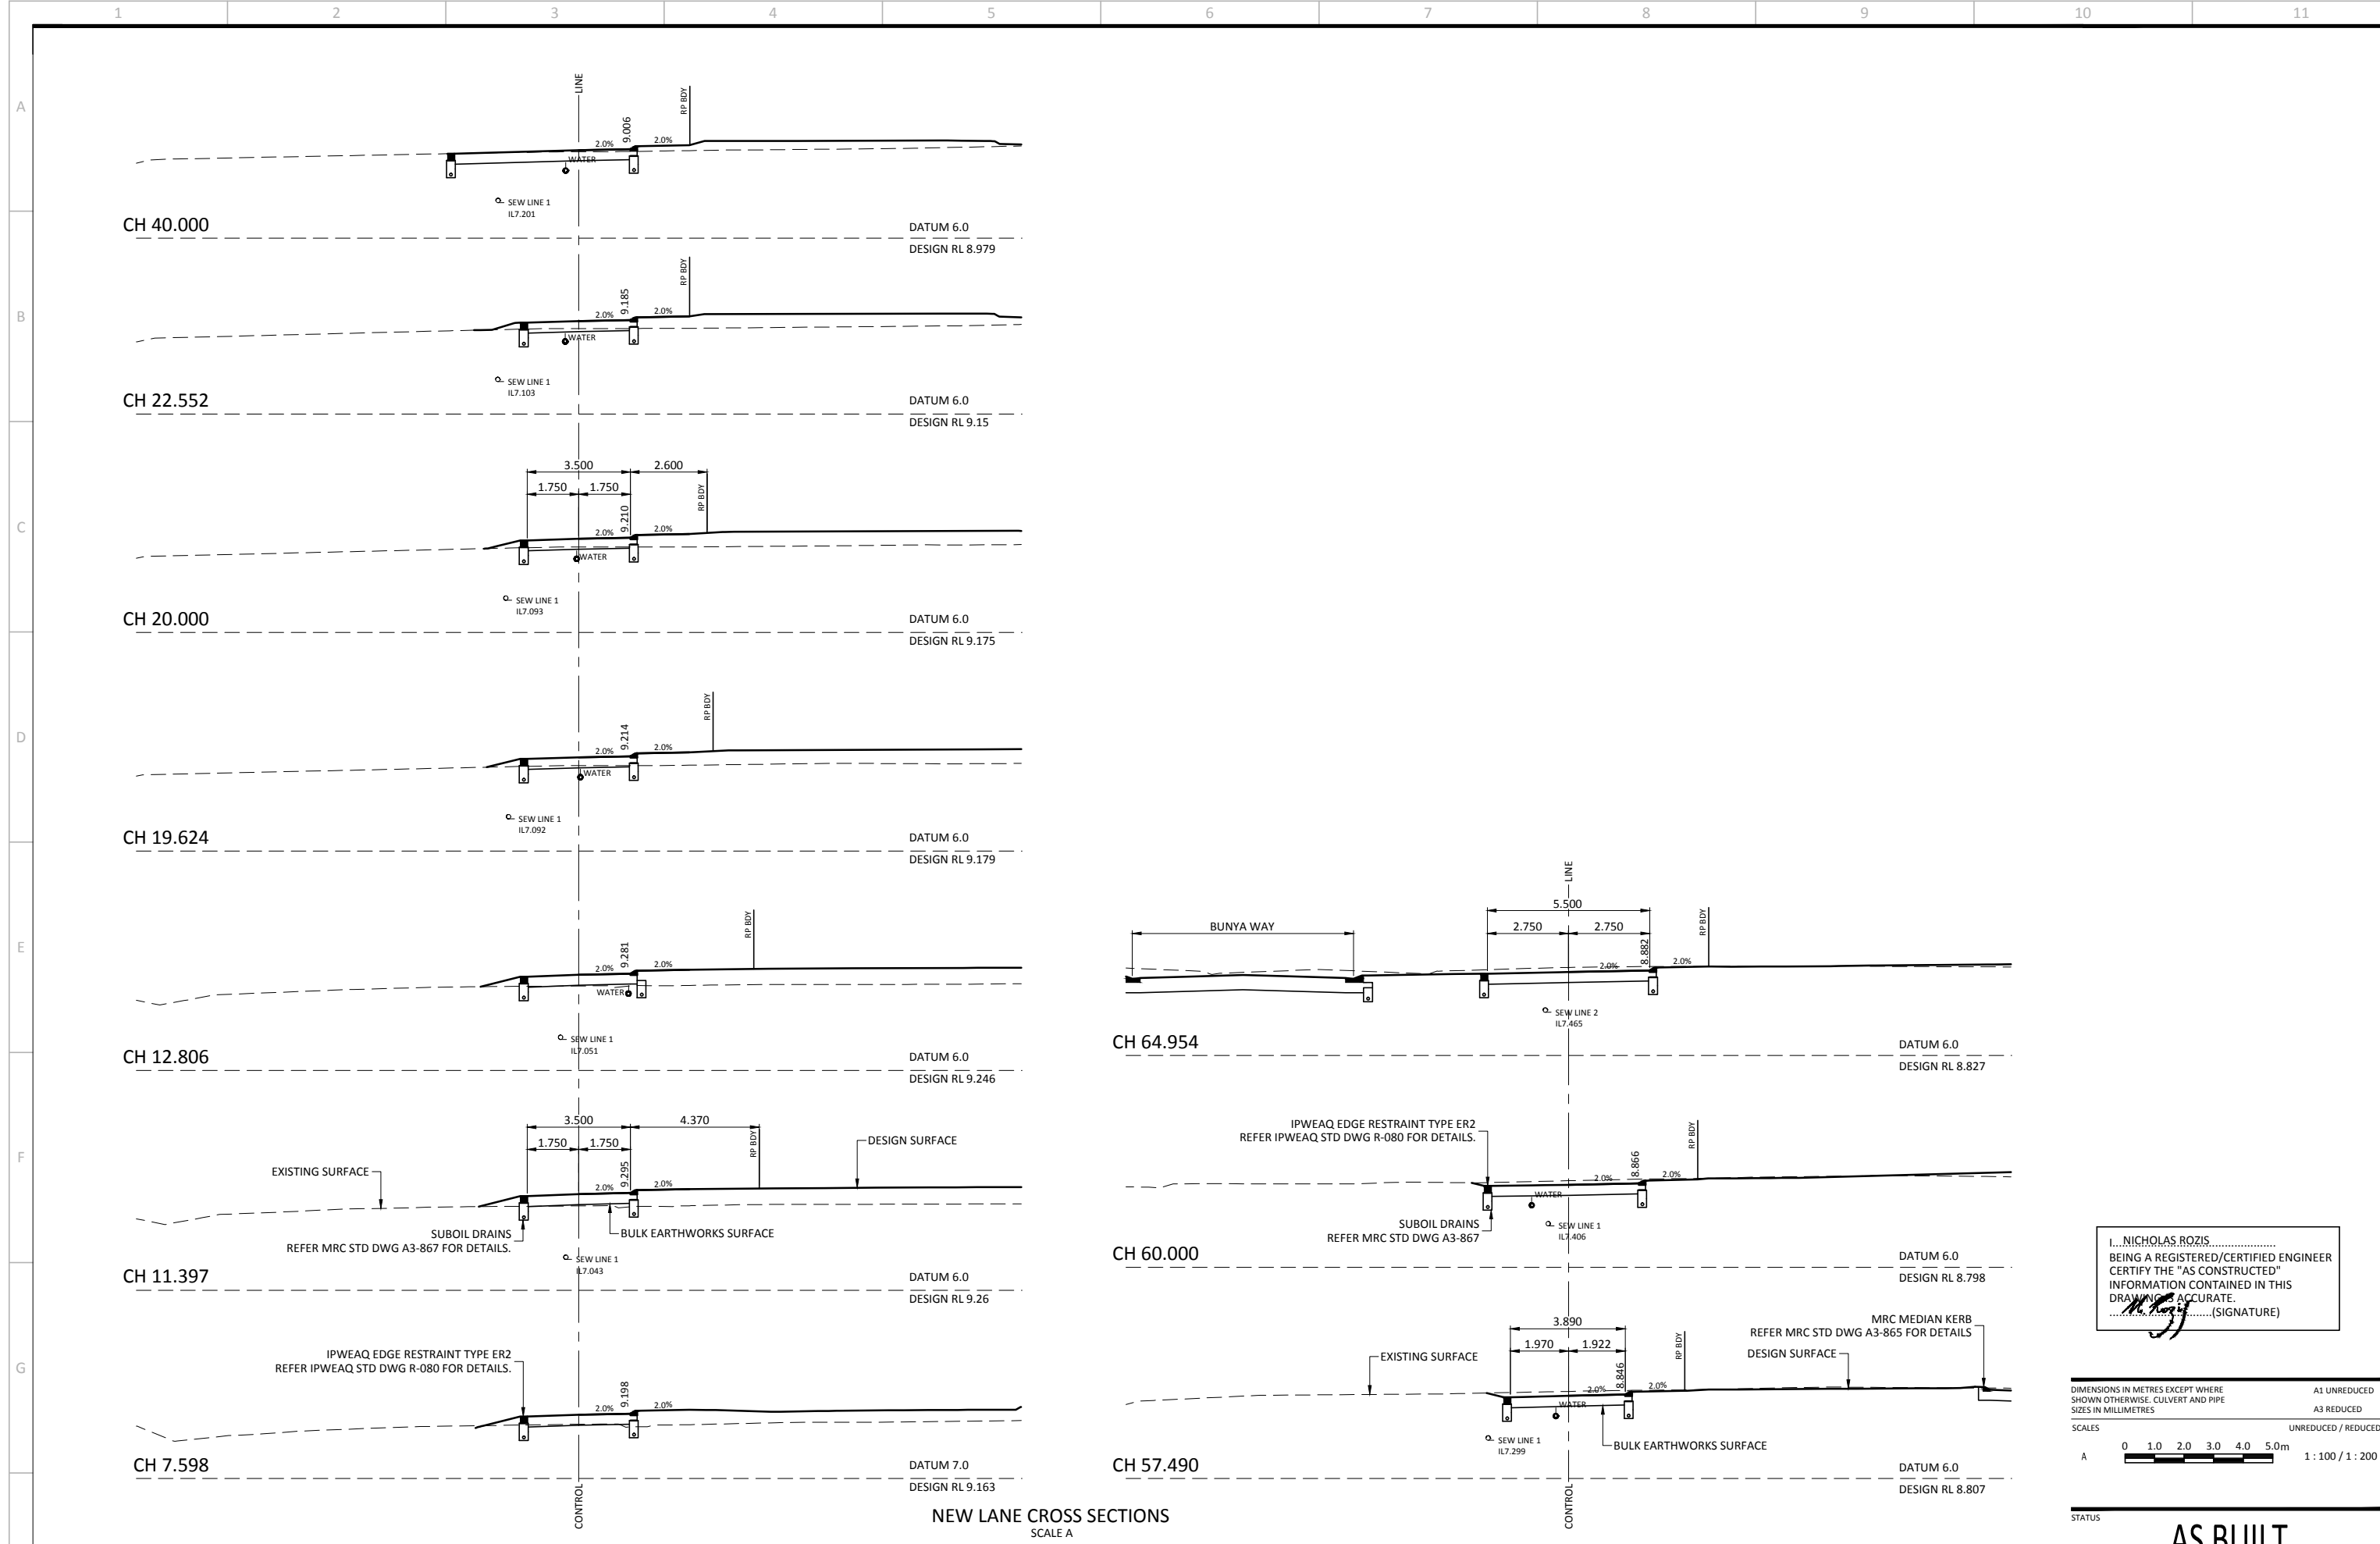 1 2 3 4 5 6 7 8 9 10 11
A
B
C
D
E
F
G
LINE
RP BDY
9.006
2.0%
2.0%
WATER
SEW LINE 1
IL7.201
CH 40.000
DATUM 6.0
DESIGN RL 8.979
RP BDY
9.185
2.0%
2.0%
WATER
SEW LINE 1
IL7.103
CH 22.552
DATUM 6.0
DESIGN RL 9.15
3.500
2.600
1.750
1.750
RP BDY
9.210
2.0%
2.0%
WATER
SEW LINE 1
IL7.093
CH 20.000
DATUM 6.0
DESIGN RL 9.175
RP BDY
9.214
2.0%
2.0%
WATER
SEW LINE 1
IL7.092
CH 19.624
DATUM 6.0
DESIGN RL 9.179
RP BDY
9.281
2.0%
2.0%
WATER
SEW LINE 1
IL7.051
CH 12.806
DATUM 6.0
DESIGN RL 9.246
3.500
4.370
1.750
1.750
RP BDY
9.295
2.0%
2.0%
DESIGN SURFACE
EXISTING SURFACE
SUBOIL DRAINS
REFER MRC STD DWG A3-867 FOR DETAILS.
BULK EARTHWORKS SURFACE
SEW LINE 1
IL7.043
CH 11.397
DATUM 6.0
DESIGN RL 9.26
IPWEAQ EDGE RESTRAINT TYPE ER2
REFER IPWEAQ STD DWG R-080 FOR DETAILS.
9.198
2.0%
2.0%
CH 7.598
DATUM 7.0
DESIGN RL 9.163
CONTROL
LINE
5.500
BUNYA WAY
2.750
2.750
8.882
RP BDY
2.0%
2.0%
SEW LINE 2
IL7.465
CH 64.954
DATUM 6.0
DESIGN RL 8.827
IPWEAQ EDGE RESTRAINT TYPE ER2
REFER IPWEAQ STD DWG R-080 FOR DETAILS.
RP BDY
8.866
2.0%
2.0%
WATER
SUBOIL DRAINS
REFER MRC STD DWG A3-867
SEW LINE 1
IL7.406
CH 60.000
DATUM 6.0
DESIGN RL 8.798
3.890
1.970
1.922
RP BDY
8.846
MRC MEDIAN KERB
REFER MRC STD DWG A3-865 FOR DETAILS
DESIGN SURFACE
EXISTING SURFACE
2.0%
2.0%
WATER
SEW LINE 1
IL7.299
BULK EARTHWORKS SURFACE
CH 57.490
DATUM 6.0
DESIGN RL 8.807
CONTROL
NEW LANE CROSS SECTIONS
SCALE A
I...NICHOLAS ROZIS......................
BEING A REGISTERED/CERTIFIED ENGINEER
CERTIFY THE "AS CONSTRUCTED"
INFORMATION CONTAINED IN THIS
DRAWING IS ACCURATE.
N. Rozis (SIGNATURE)
DIMENSIONS IN METRES EXCEPT WHERE
SHOWN OTHERWISE. CULVERT AND PIPE
SIZES IN MILLIMETRES
A1 UNREDUCED
A3 REDUCED
SCALES
UNREDUCED / REDUCED
A 0 1.0 2.0 3.0 4.0 5.0m 1 : 100 / 1 : 200
STATUS
AS BUILT